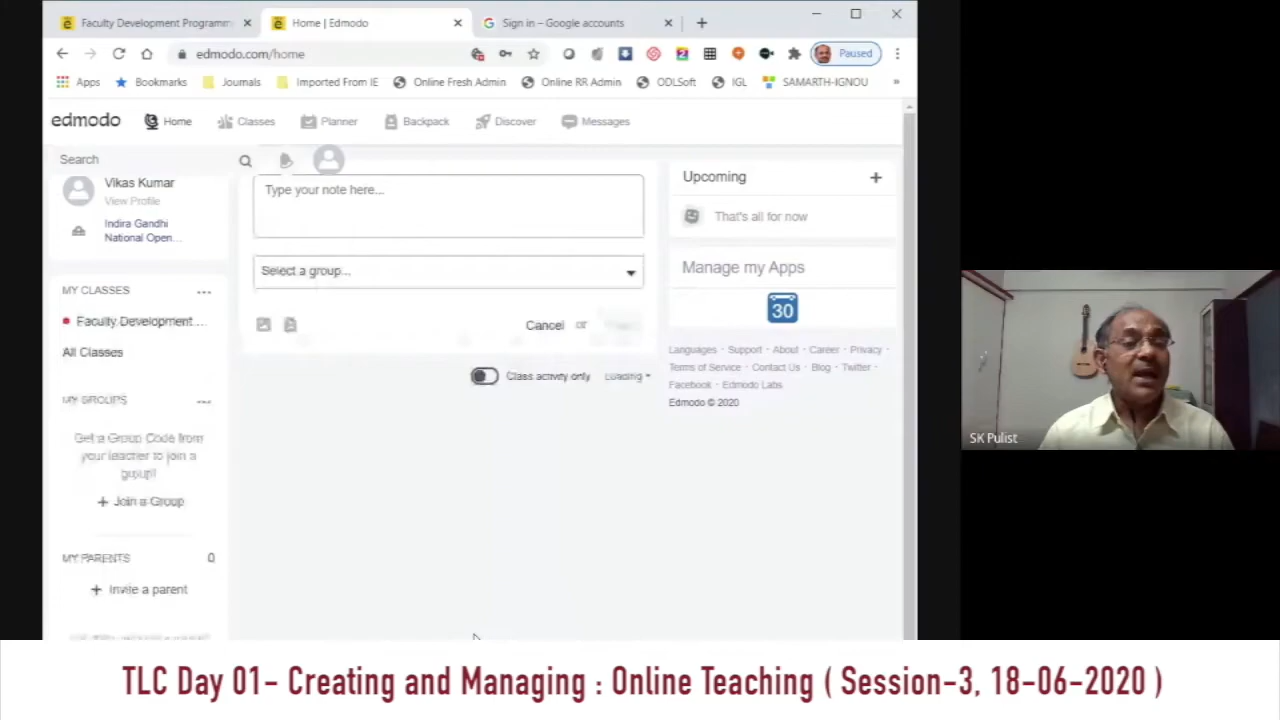 Faculty Development Programm
Home | Edmodo
Sign in – Google accounts
edmodo.com/home
Paused
Apps
Bookmarks
Journals
Imported From IE
Online Fresh Admin
Online RR Admin
ODLSoft
IGL
SAMARTH-IGNOU
»
edmodo
Home
Classes
Planner
Backpack
Discover
Messages
Search
Vikas Kumar
View Profile
Indira Gandhi
National Open...
MY CLASSES
Faculty Development ...
All Classes
MY GROUPS
Get a Group Code from
your teacher to join a
group!
+ Join a Group
MY PARENTS 0
+ Invite a parent
Type your note here...
Select a group...
Cancel or
Class activity only
Loading
Upcoming +
That's all for now
Manage my Apps
30
Languages · Support · About · Career · Privacy ·
Terms of Service · Contact Us · Blog · Twitter ·
Facebook · Edmodo Labs
Edmodo © 2020
SK Pulist
TLC Day 01- Creating and Managing : Online Teaching ( Session-3, 18-06-2020 )